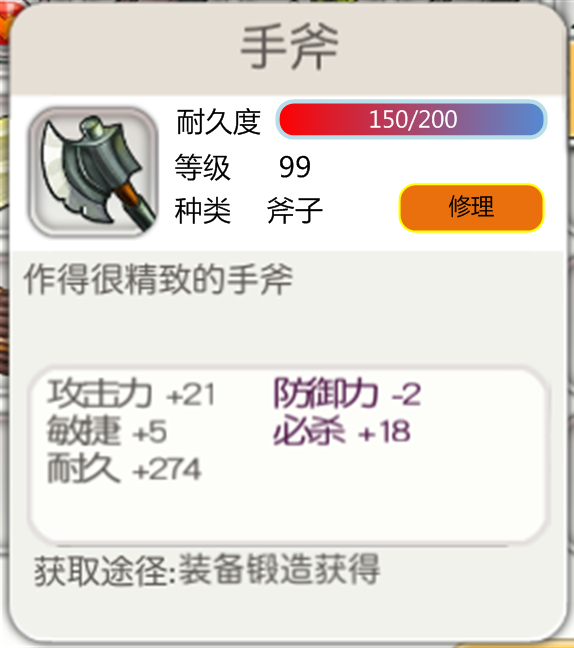 手斧
耐久度 150/200
等级 99
种类 斧子 修理
作得很精致的手斧
攻击力 +21 防御力 -2
敏捷 +5 必杀 +18
耐久 +274
获取途径:装备锻造获得